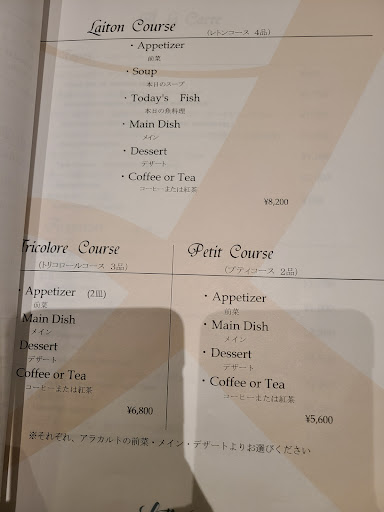 Laiton Course (レトンコース 4品)
・Appetizer
前菜
・Soup
本日のスープ
・Today's Fish
本日の魚料理
・Main Dish
メイン
・Dessert
デザート
・Coffee or Tea
コーヒーまたは紅茶
¥8,200
Tricolore Course
(トリコロールコース 3品)
・Appetizer (2皿)
前菜
Main Dish
メイン
Dessert
デザート
Coffee or Tea
コーヒーまたは紅茶
¥6,800
Petit Course
(プティコース 2品)
・Appetizer
前菜
・Main Dish
メイン
・Dessert
デザート
・Coffee or Tea
コーヒーまたは紅茶
¥5,600
※それぞれ、アラカルトの前菜・メイン・デザートよりお選びください